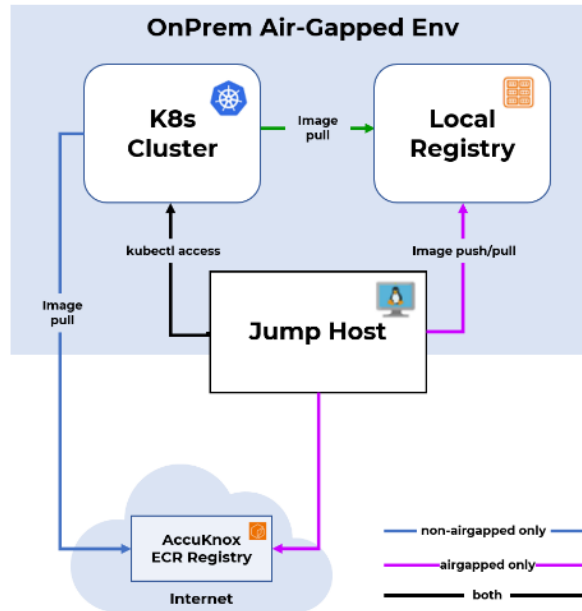 OnPrem Air-Gapped Env
K8s
Cluster
Image
pull
Local
Registry
kubectl access
Image push/pull
Image
pull
Jump Host
AccuKnox
ECR Registry
Internet
non-airgapped only
airgapped only
both